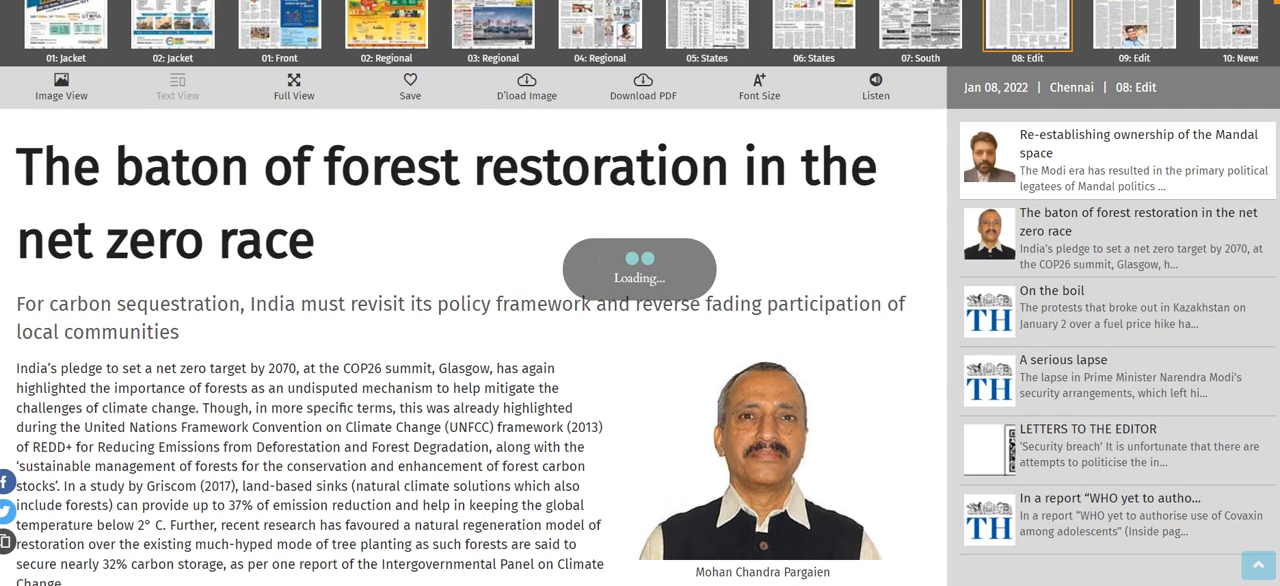 01: Jacket
02: Jacket
01: Front
02: Regional
03: Regional
04: Regional
05: States
06: States
07: South
08: Edit
09: Edit
10: News
Image View
Text View
Full View
Save
D'load Image
Download PDF
Font Size
Listen
Jan 08, 2022 | Chennai | 08: Edit
The baton of forest restoration in the
net zero race
Loading...
For carbon sequestration, India must revisit its policy framework and reverse fading participation of
local communities
India's pledge to set a net zero target by 2070, at the COP26 summit, Glasgow, has again
highlighted the importance of forests as an undisputed mechanism to help mitigate the
challenges of climate change. Though, in more specific terms, this was already highlighted
during the United Nations Framework Convention on Climate Change (UNFCC) framework (2013)
of REDD+ for Reducing Emissions from Deforestation and Forest Degradation, along with the
‘sustainable management of forests for the conservation and enhancement of forest carbon
stocks’. In a study by Griscom (2017), land-based sinks (natural climate solutions which also
include forests) can provide up to 37% of emission reduction and help in keeping the global
temperature below 2° C. Further, recent research has favoured a natural regeneration model of
restoration over the existing much-hyped mode of tree planting as such forests are said to
secure nearly 32% carbon storage, as per one report of the Intergovernmental Panel on Climate
Change.
Mohan Chandra Pargaien
Re-establishing ownership of the Mandal
space
The Modi era has resulted in the primary political
legatees of Mandal politics ...
The baton of forest restoration in the net
zero race
India's pledge to set a net zero target by 2070, at
the COP26 summit, Glasgow, h...
TH
On the boil
The protests that broke out in Kazakhstan on
January 2 over a fuel price hike ha...
TH
A serious lapse
The lapse in Prime Minister Narendra Modi's
security arrangements, which left hi...
LETTERS TO THE EDITOR
'Security breach' It is unfortunate that there are
attempts to politicise the in...
TH
In a report “WHO yet to autho...
In a report “WHO yet to authorise use of Covaxin
among adolescents” (Inside pag...